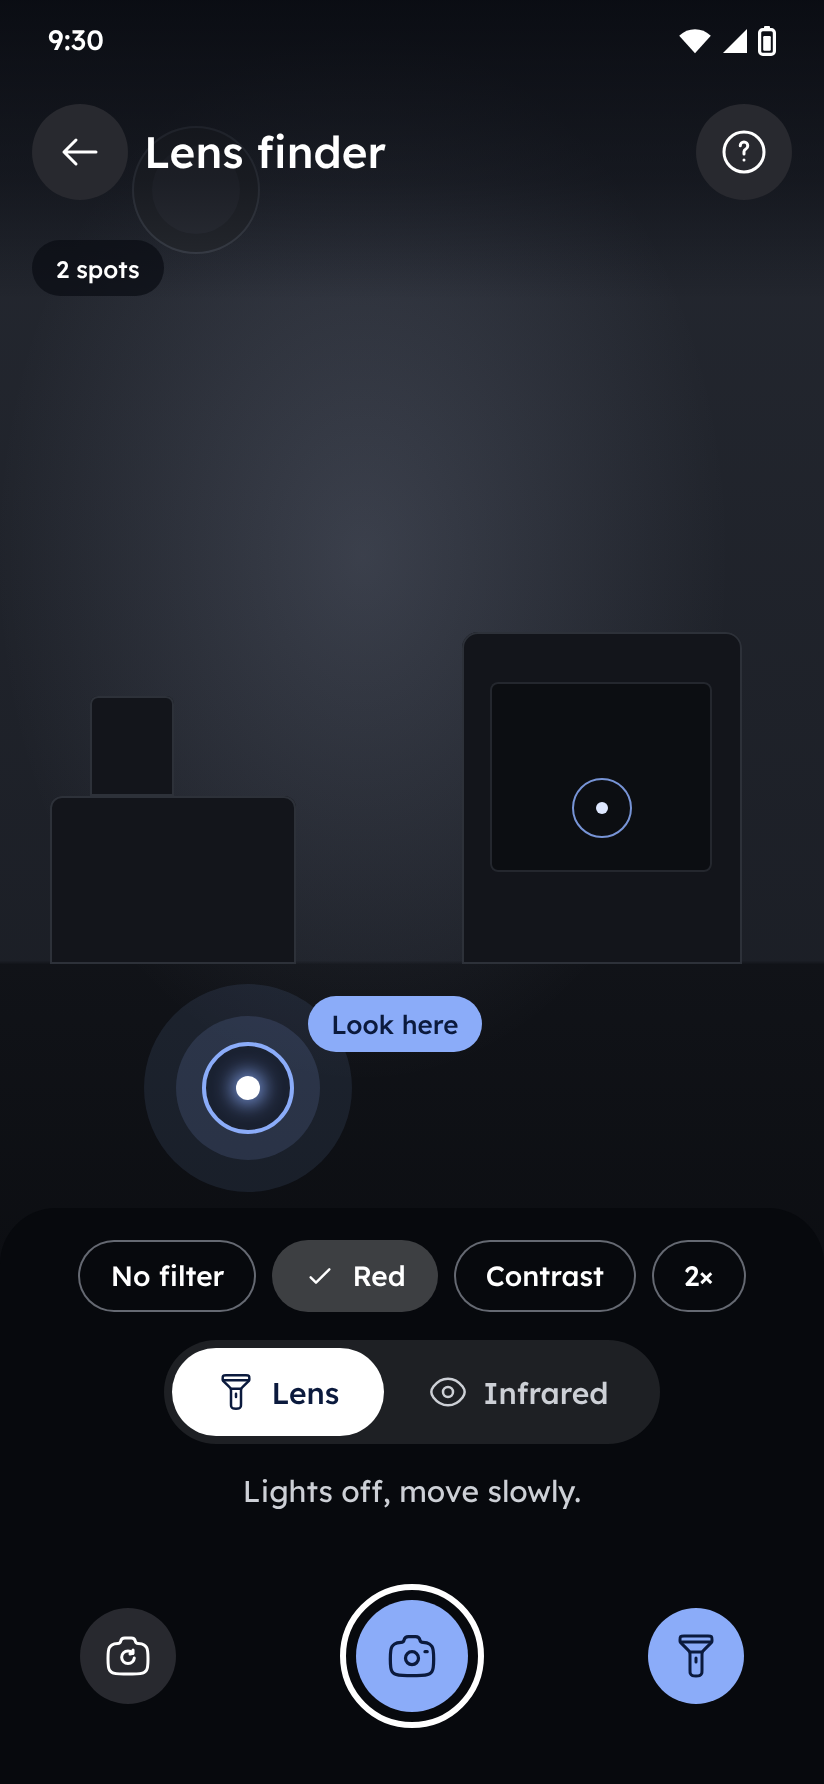 9:30
Lens finder
2 spots
Look here
No filter
Red
Contrast
2×
Lens
Infrared
Lights off, move slowly.